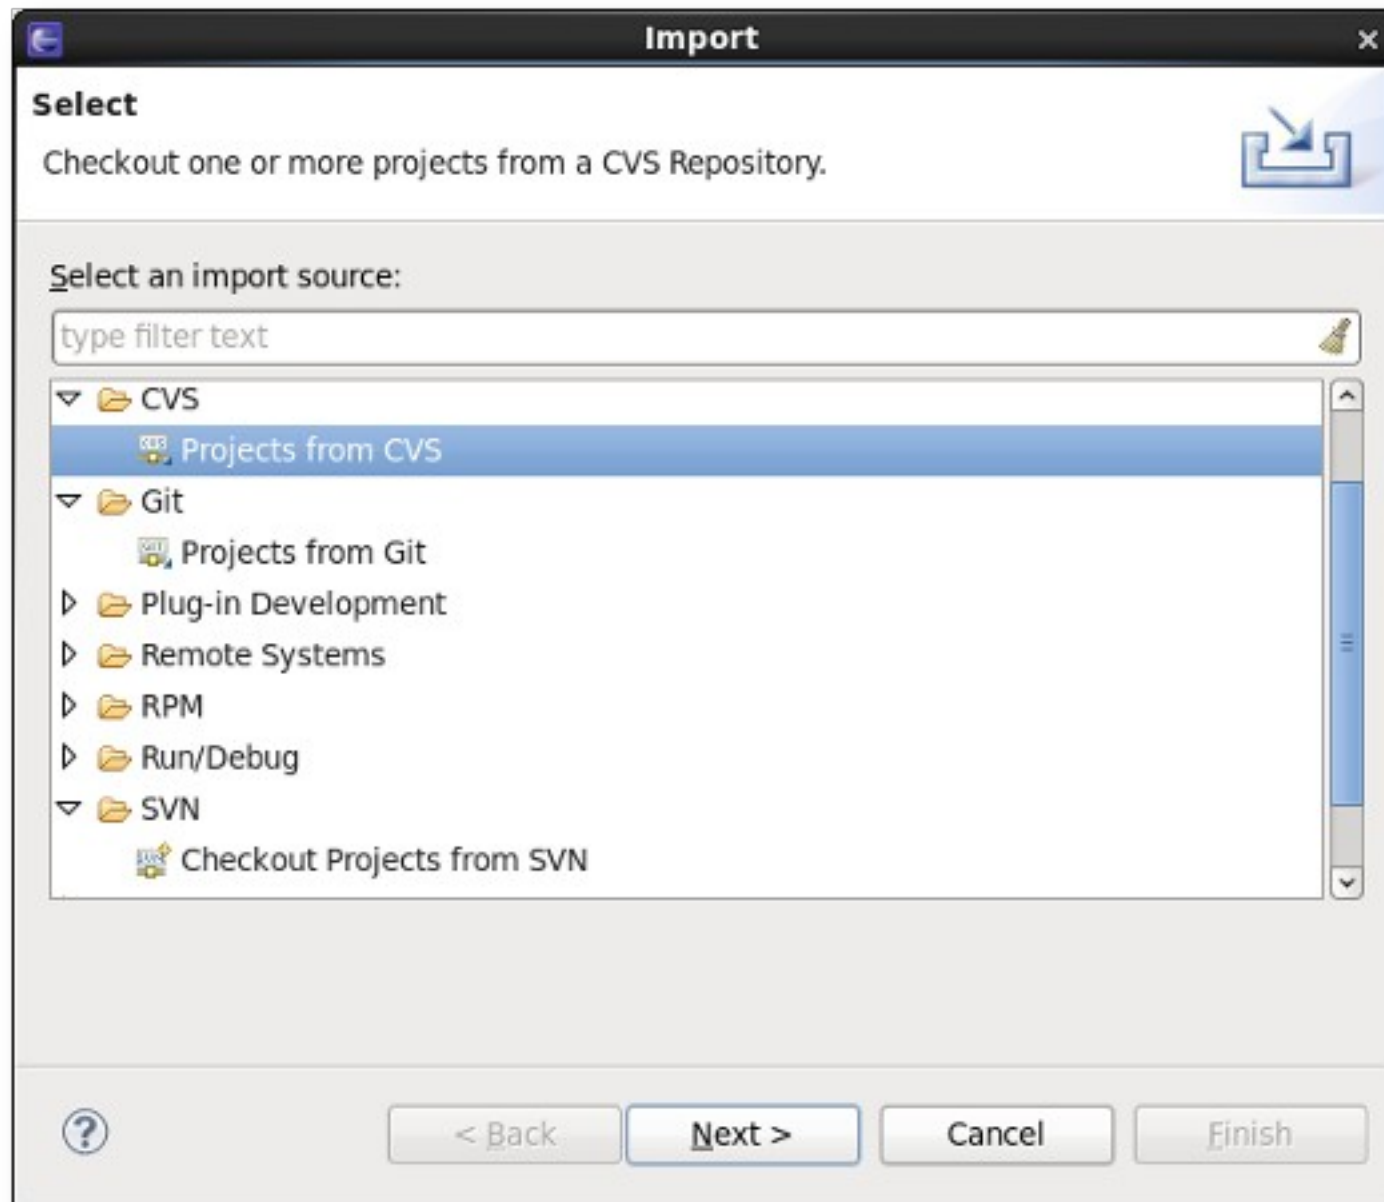 Import
Select
Checkout one or more projects from a CVS Repository.
Select an import source:
type filter text
CVS
Projects from CVS
Git
Projects from Git
Plug-in Development
Remote Systems
RPM
Run/Debug
SVN
Checkout Projects from SVN
< Back Next > Cancel Finish